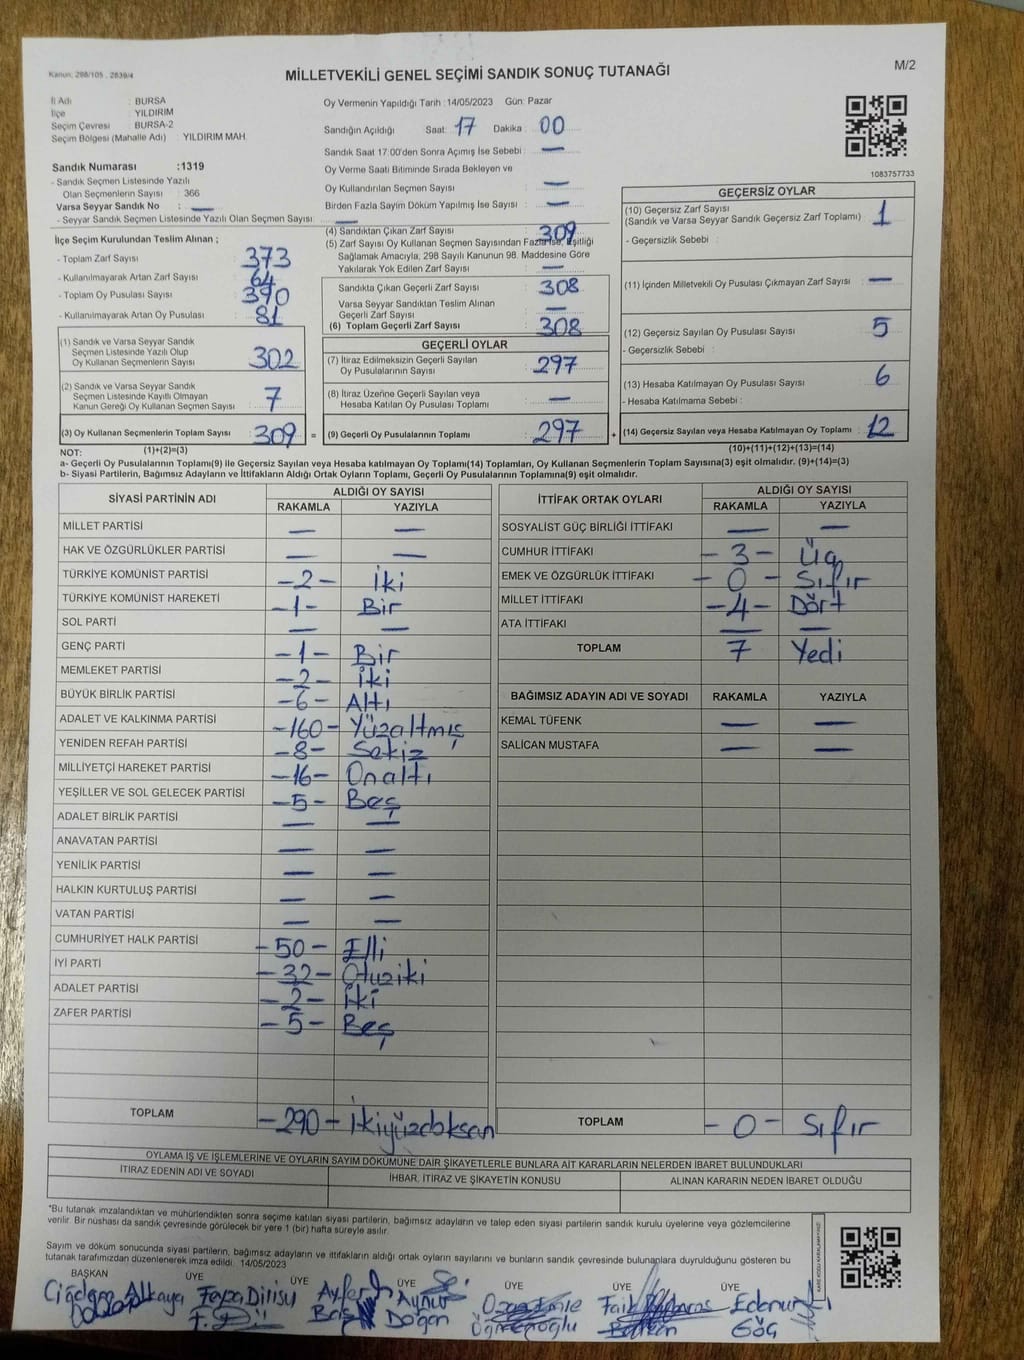 Kanun: 298/105 , 2839/4
MİLLETVEKİLİ GENEL SEÇİMİ SANDIK SONUÇ TUTANAĞI
M/2
İl Adı : BURSA
İlçe : YILDIRIM
Seçim Çevresi : BURSA-2
Seçim Bölgesi (Mahalle Adı) : YILDIRIM MAH.
Sandık Numarası :1319
- Sandık Seçmen Listesinde Yazılı
Olan Seçmenlerin Sayısı : 366
Varsa Seyyar Sandık No : —
- Seyyar Sandık Seçmen Listesinde Yazılı Olan Seçmen Sayısı: —
Oy Vermenin Yapıldığı Tarih :14/05/2023 Gün: Pazar
Sandığın Açıldığı Saat: 17 Dakika : 00
Sandık Saat 17:00'den Sonra Açımış İse Sebebi : —
Oy Verme Saati Bitiminde Sırada Bekleyen ve
Oy Kullandırılan Seçmen Sayısı : —
Birden Fazla Sayım Döküm Yapılmış İse Sayısı : —
1083757733
İlçe Seçim Kurulundan Teslim Alınan ;
- Toplam Zarf Sayısı : 373
- Kullanılmayarak Artan Zarf Sayısı : 64
- Toplam Oy Pusulası Sayısı : 390
- Kullanılmayarak Artan Oy Pusulası : 81
(1) Sandık ve Varsa Seyyar Sandık
Seçmen Listesinde Yazılı Olup
Oy Kullanan Seçmenlerin Sayısı : 302
(2) Sandık ve Varsa Seyyar Sandık
Seçmen Listesinde Kayıtlı Olmayan
Kanun Gereği Oy Kullanan Seçmen Sayısı : 7
(3) Oy Kullanan Seçmenlerin Toplam Sayısı : 309
(4) Sandıktan Çıkan Zarf Sayısı : 309
(5) Zarf Sayısı Oy Kullanan Seçmen Sayısından Fazla İse, Eşitliği
Sağlamak Amacıyla, 298 Sayılı Kanunun 98. Maddesine Göre
Yakılarak Yok Edilen Zarf Sayısı : —
Sandıkta Çıkan Geçerli Zarf Sayısı : 308
Varsa Seyyar Sandıktan Teslim Alınan
Geçerli Zarf Sayısı : —
(6) Toplam Geçerli Zarf Sayısı : 308
GEÇERLİ OYLAR
(7) İtiraz Edilmeksizin Geçerli Sayılan
Oy Pusulalarının Sayısı : 297
(8) İtiraz Üzerine Geçerli Sayılan veya
Hesaba Katılan Oy Pusulası Toplamı : —
= (9) Geçerli Oy Pusulalarının Toplamı : 297 +
GEÇERSİZ OYLAR
(10) Geçersiz Zarf Sayısı
(Sandık ve Varsa Seyyar Sandık Geçersiz Zarf Toplamı) : 1
- Geçersizlik Sebebi :
(11) İçinden Milletvekili Oy Pusulası Çıkmayan Zarf Sayısı : —
(12) Geçersiz Sayılan Oy Pusulası Sayısı : 5
- Geçersizlik Sebebi :
(13) Hesaba Katılmayan Oy Pusulası Sayısı : 6
- Hesaba Katılmama Sebebi :
(14) Geçersiz Sayılan veya Hesaba Katılmayan Oy Toplamı : 12
NOT: (1)+(2)=(3) (10)+(11)+(12)+(13)=(14)
a- Geçerli Oy Pusulalarının Toplamı(9) ile Geçersiz Sayılan veya Hesaba katılmayan Oy Toplamı(14) Toplamları, Oy Kullanan Seçmenlerin Toplam Sayısına(3) eşit olmalıdır. (9)+(14)=(3)
b- Siyasi Partilerin, Bağımsız Adayların ve İttifakların Aldığı Ortak Oyların Toplamı, Geçerli Oy Pusulalarının Toplamına(9) eşit olmalıdır.
SİYASİ PARTİNİN ADI ALDIĞI OY SAYISI
RAKAMLA YAZIYLA
MİLLET PARTİSİ — —
HAK VE ÖZGÜRLÜKLER PARTİSİ — —
TÜRKİYE KOMÜNİST PARTİSİ -2- İki
TÜRKİYE KOMÜNİST HAREKETİ -1- Bir
SOL PARTİ — —
GENÇ PARTİ -1- Bir
MEMLEKET PARTİSİ -2- İki
BÜYÜK BİRLİK PARTİSİ -6- Altı
ADALET VE KALKINMA PARTİSİ -160- Yüzaltmış
YENİDEN REFAH PARTİSİ -8- Sekiz
MİLLİYETÇİ HAREKET PARTİSİ -16- Onaltı
YEŞİLLER VE SOL GELECEK PARTİSİ -5- Beş
ADALET BİRLİK PARTİSİ — —
ANAVATAN PARTİSİ — —
YENİLİK PARTİSİ — —
HALKIN KURTULUŞ PARTİSİ — —
VATAN PARTİSİ — —
CUMHURİYET HALK PARTİSİ -50- Elli
İYİ PARTİ -32- Otuziki
ADALET PARTİSİ -2- İki
ZAFER PARTİSİ -5- Beş
TOPLAM -290- İkiyüzdoksan
İTTİFAK ORTAK OYLARI ALDIĞI OY SAYISI
RAKAMLA YAZIYLA
SOSYALİST GÜÇ BİRLİĞİ İTTİFAKI — —
CUMHUR İTTİFAKI -3- Üç
EMEK VE ÖZGÜRLÜK İTTİFAKI -0- Sıfır
MİLLET İTTİFAKI -4- Dört
ATA İTTİFAKI — —
TOPLAM 7 Yedi
BAĞIMSIZ ADAYIN ADI VE SOYADI RAKAMLA YAZIYLA
KEMAL TÜFENK — —
SALİCAN MUSTAFA — —
TOPLAM -0- Sıfır
OYLAMA İŞ VE İŞLEMLERİNE VE OYLARIN SAYIM DÖKÜMÜNE DAİR ŞİKAYETLERLE BUNLARA AİT KARARLARIN NELERDEN İBARET BULUNDUKLARI
İTİRAZ EDENİN ADI VE SOYADI İHBAR, İTİRAZ VE ŞİKAYETİN KONUSU ALINAN KARARIN NEDEN İBARET OLDUĞU
*Bu tutanak imzalandıktan ve mühürlendikten sonra seçime katılan siyasi partilerin, bağımsız adayların ve talep eden siyasi partilerin sandık kurulu üyelerine veya gözlemcilerine
verilir. Bir nüshası da sandık çevresinde görülecek bir yere 1 (bir) hafta süreyle asılır.
Sayım ve döküm sonucunda siyasi partilerin, bağımsız adayların ve ittifakların aldığı ortak oyların sayılarını ve bunların sandık çevresinde bulunanlara duyrulduğunu gösteren bu
tutanak tarafımızdan düzenlenerek imza edildi. 14/05/2023
BAŞKAN ÜYE ÜYE ÜYE ÜYE ÜYE ÜYE
Çiğdem Alkaya Aynur Edanur
Doğan Göç